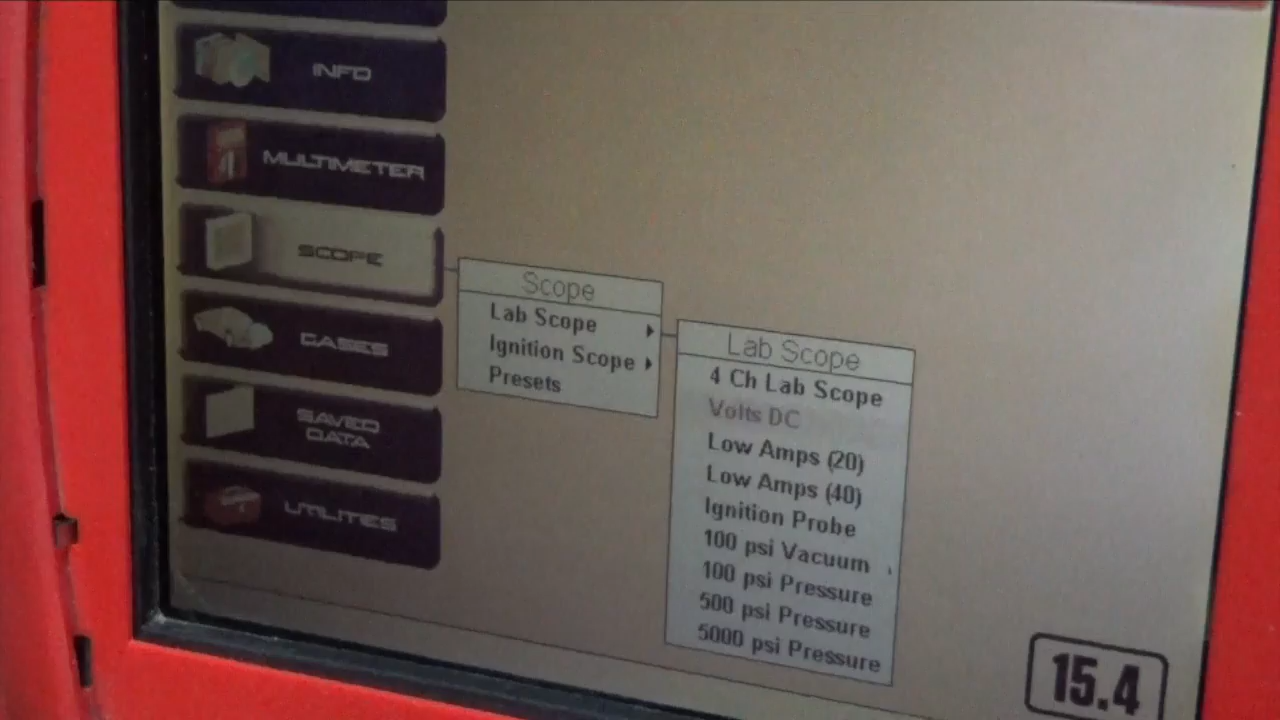 INFO
MULTIMETER
SCOPE
CASES
SAVED
DATA
UTILITIES
Scope
Lab Scope
Ignition Scope
Presets
Lab Scope
4 Ch Lab Scope
Volts DC
Low Amps (20)
Low Amps (40)
Ignition Probe
100 psi Vacuum
100 psi Pressure
500 psi Pressure
5000 psi Pressure
15.4